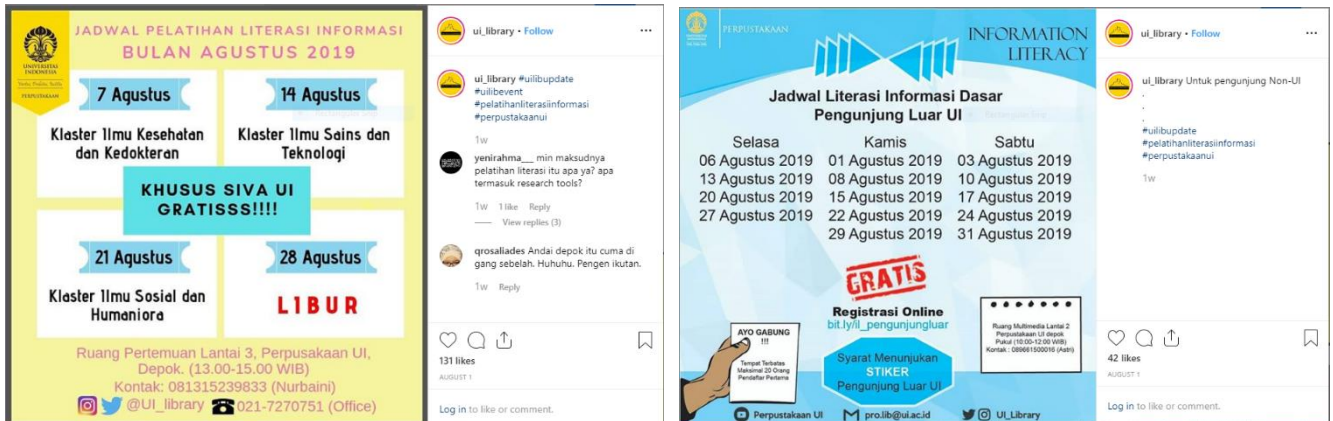 JADWAL PELATIHAN LITERASI INFORMASI
BULAN AGUSTUS 2019
UNIVERSITAS
INDONESIA
Veritas, Probitas, Iustitia
PERPUSTAKAAN
7 Agustus
Klaster Ilmu Kesehatan
dan Kedokteran
14 Agustus
Klaster Ilmu Sains dan
Teknologi
KHUSUS SIVA UI
GRATISSS!!!!
21 Agustus
Klaster Ilmu Sosial dan
Humaniora
28 Agustus
LIBUR
Ruang Pertemuan Lantai 3, Perpusakaan UI,
Depok. (13.00-15.00 WIB)
Kontak: 081315239833 (Nurbaini)
@UI_library 021-7270751 (Office)
ui_library • Follow
ui_library #uilibupdate
#uilibevent
#pelatihanliterasiinformasi
#perpustakaanui
1w
yenirahma___ min maksudnya
pelatihan literasi itu apa ya? apa
termasuk research tools?
1w 1 like Reply
View replies (3)
qrosaliades Andai depok itu cuma di
gang sebelah. Huhuhu. Pengen ikutan.
1w Reply
131 likes
AUGUST 1
Log in to like or comment.
PERPUSTAKAAN
INFORMATION
LITERACY
Jadwal Literasi Informasi Dasar
Pengunjung Luar UI
Selasa
06 Agustus 2019
13 Agustus 2019
20 Agustus 2019
27 Agustus 2019
Kamis
01 Agustus 2019
08 Agustus 2019
15 Agustus 2019
22 Agustus 2019
29 Agustus 2019
Sabtu
03 Agustus 2019
10 Agustus 2019
17 Agustus 2019
24 Agustus 2019
31 Agustus 2019
GRATIS
Registrasi Online
bit.ly/il_pengunjungluar
AYO GABUNG
!!!
Tempat Terbatas
Maksimal 20 Orang
Pendaftar Pertama
Syarat Menunjukan
STIKER
Pengunjung Luar UI
Ruang Multimedia Lantai 2
Perpustakaan UI depok
Pukul (10:00-12:00 WIB)
Kontak : 089661500016 (Astri)
Perpustakaan UI
pro.lib@ui.ac.id
UI_Library
ui_library • Follow
ui_library Untuk pengunjung Non-UI
.
.
.
#uilibupdate
#pelatihanliterasiinformasi
#perpustakaanui
1w
42 likes
AUGUST 1
Log in to like or comment.